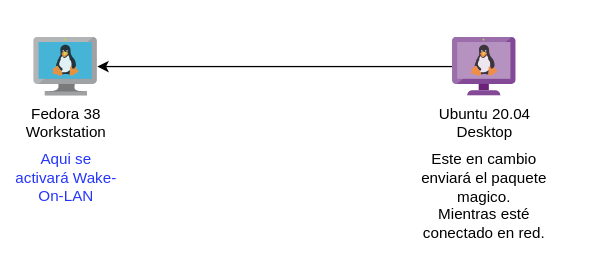 Fedora 38
Workstation
Aqui se
activará Wake-
On-LAN
Ubuntu 20.04
Desktop
Este en cambio
enviará el paquete
magico.
Mientras esté
conectado en red.